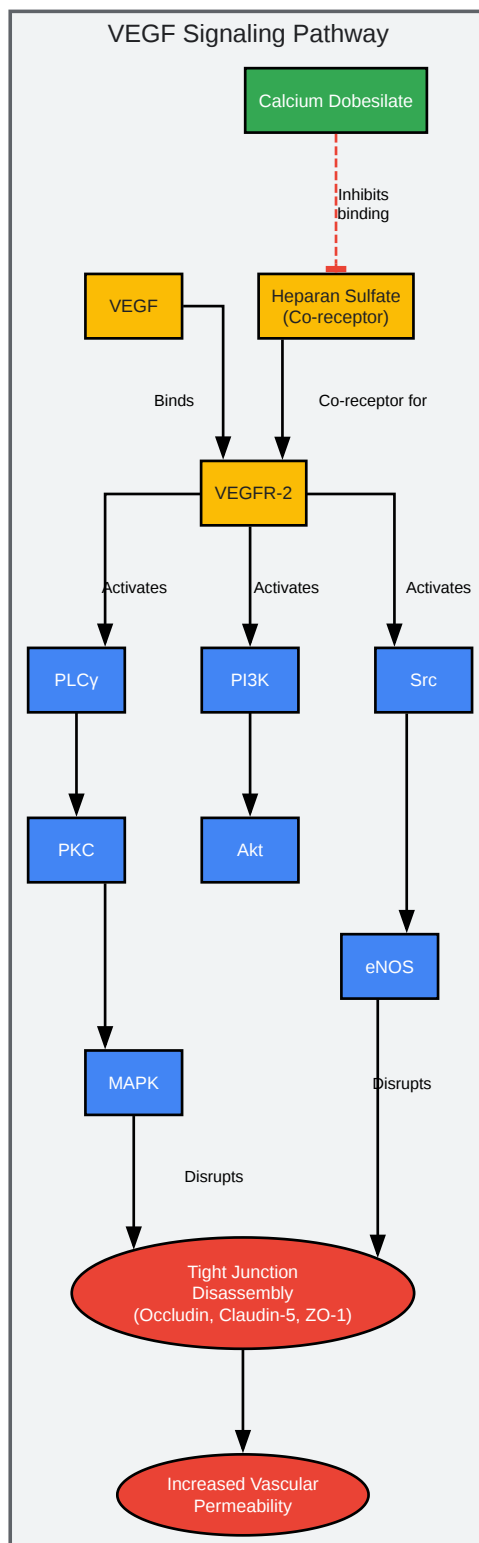 VEGF Signaling Pathway
Calcium Dobesilate
Inhibits
binding
VEGF
Heparan Sulfate
(Co-receptor)
Binds
Co-receptor for
VEGFR-2
Activates
Activates
Activates
PLCγ
PI3K
Src
PKC
Akt
eNOS
MAPK
Disrupts
Disrupts
Tight Junction
Disassembly
(Occludin, Claudin-5, ZO-1)
Increased Vascular
Permeability